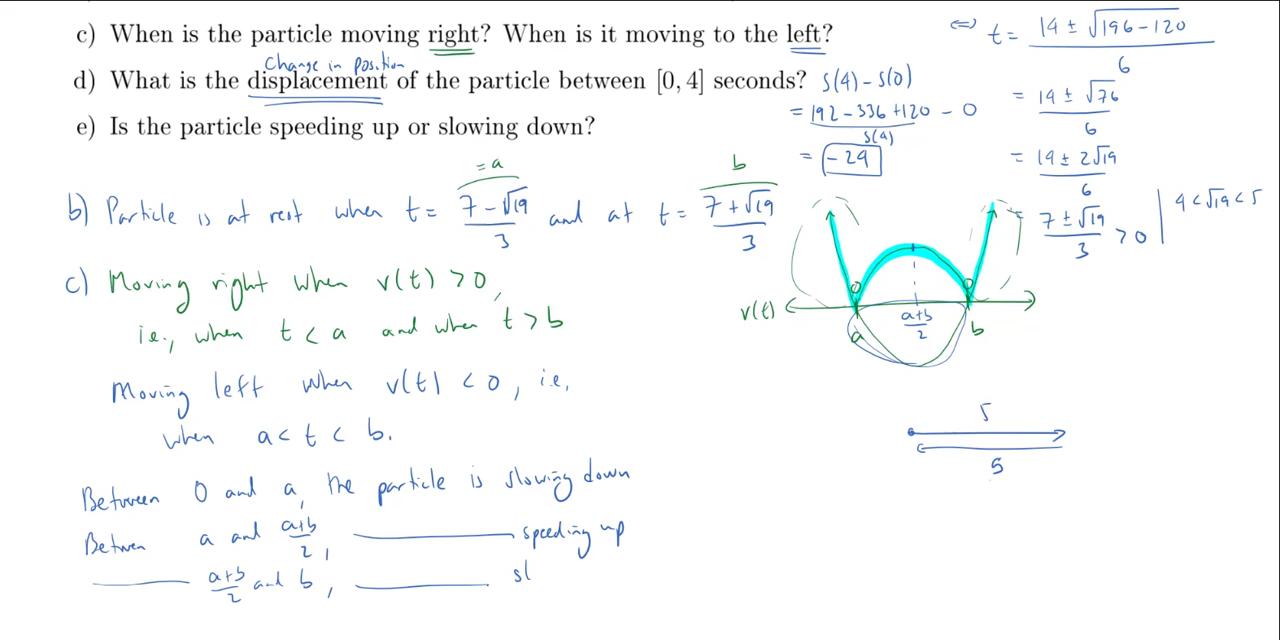 c) When is the particle moving right? When is it moving to the left?
Change in position
d) What is the displacement of the particle between [0, 4] seconds? s(4) - s(0)
= 192 - 336 + 120 - 0
s(4)
= -24
e) Is the particle speeding up or slowing down?
<=> t = 14 ± √196-120 / 6
= 14 ± √76 / 6
= 14 ± 2√19 / 6
= 7 ± √19 / 3 > 0 | 4 < √19 < 5
= a
b
b) Particle is at rest when t = 7 - √19 / 3 and at t = 7 + √19 / 3
c) Moving right when v(t) > 0,
i.e., when t < a and when t > b
Moving left when v(t) < 0, i.e.
when a < t < b.
Between 0 and a, the particle is slowing down
Betwen a and a+b / 2, speeding up
a+b / 2 and b, sl
v(t)
0 0
a a+b / 2 b
5
5